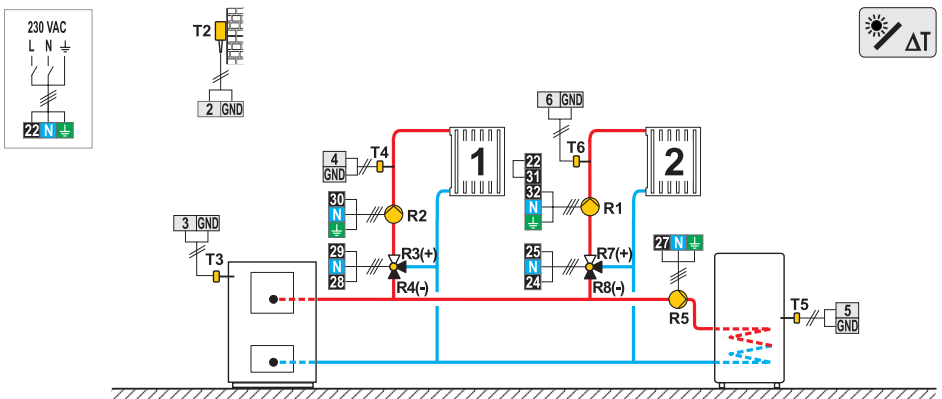 230 VAC
L N
22 N
T2
2 GND
ΔT
6 GND
4
GND
T4
1
T6
2
22
31
32
N
30
N
R2
R1
3 GND
T3
29
N
28
R3(+)
R4(-)
25
N
24
R7(+)
R8(-)
27 N
R5
T5
5
GND